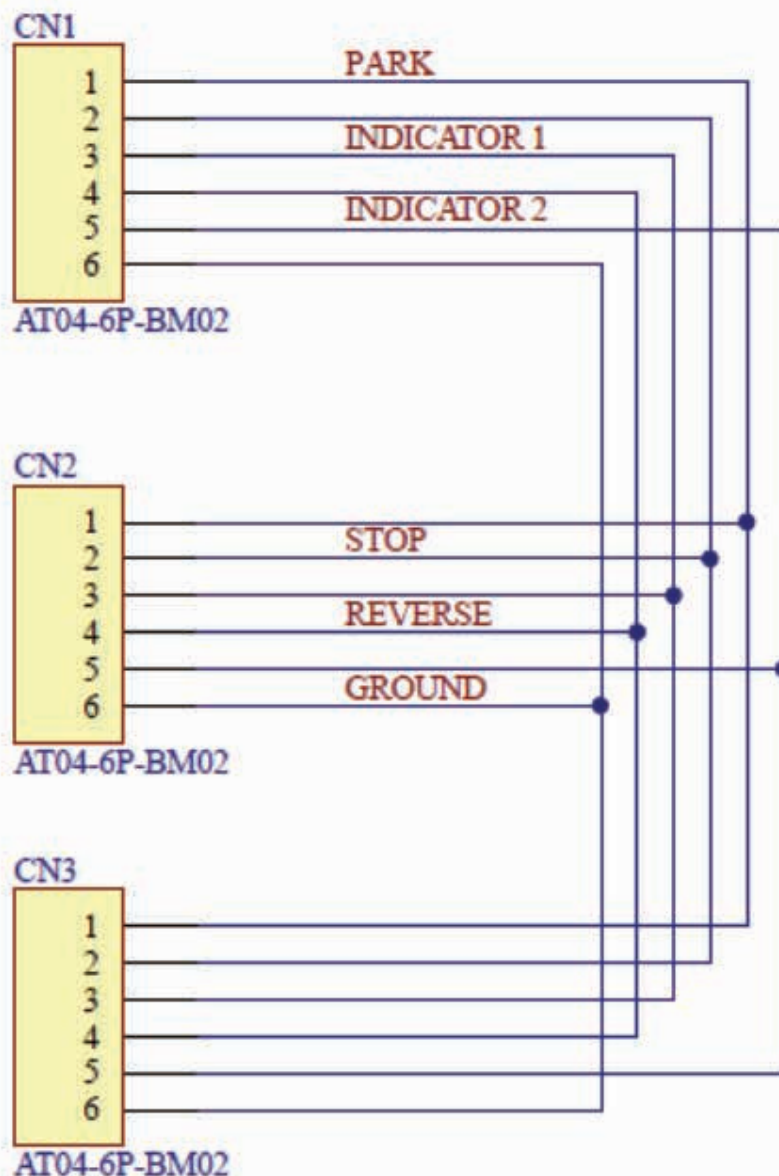 CN1
1 PARK
2
3 INDICATOR 1
4
5 INDICATOR 2
6
AT04-6P-BM02
CN2
1
2 STOP
3
4 REVERSE
5
6 GROUND
AT04-6P-BM02
CN3
1
2
3
4
5
6
AT04-6P-BM02